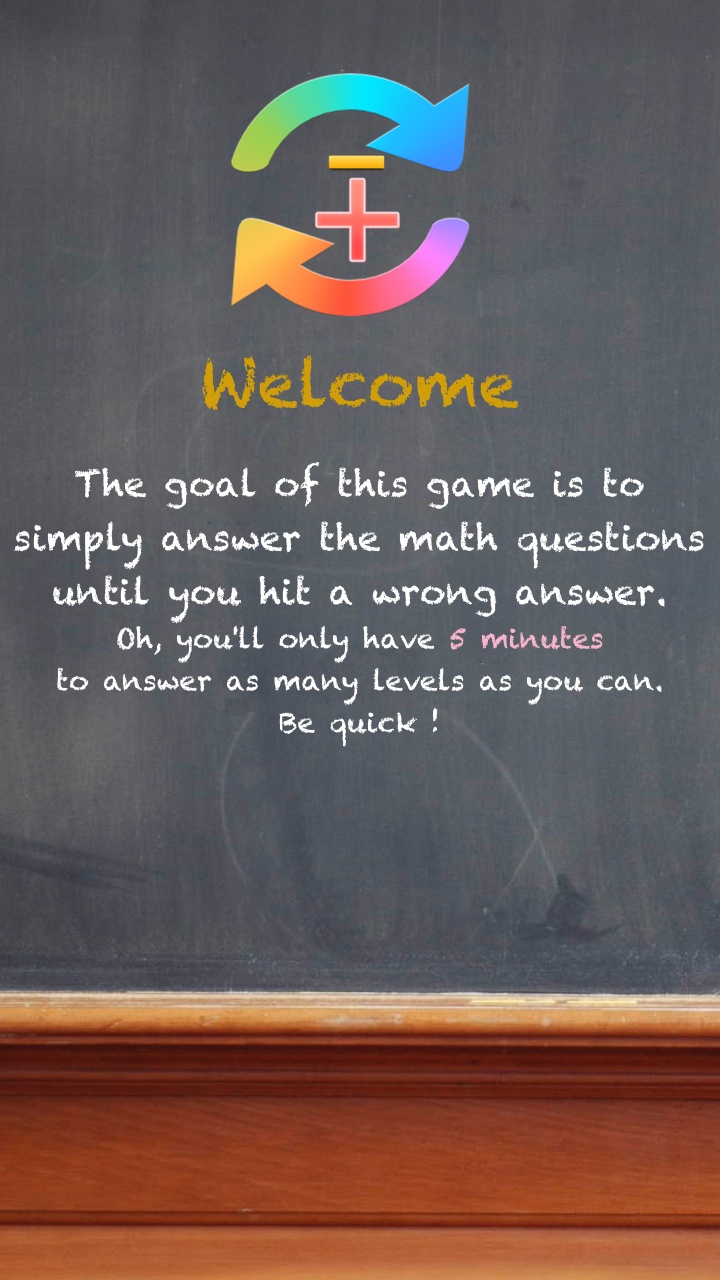 Welcome
The goal of this game is to
simply answer the math questions
until you hit a wrong answer.
Oh, you'll only have 5 minutes
to answer as many levels as you can.
Be quick !